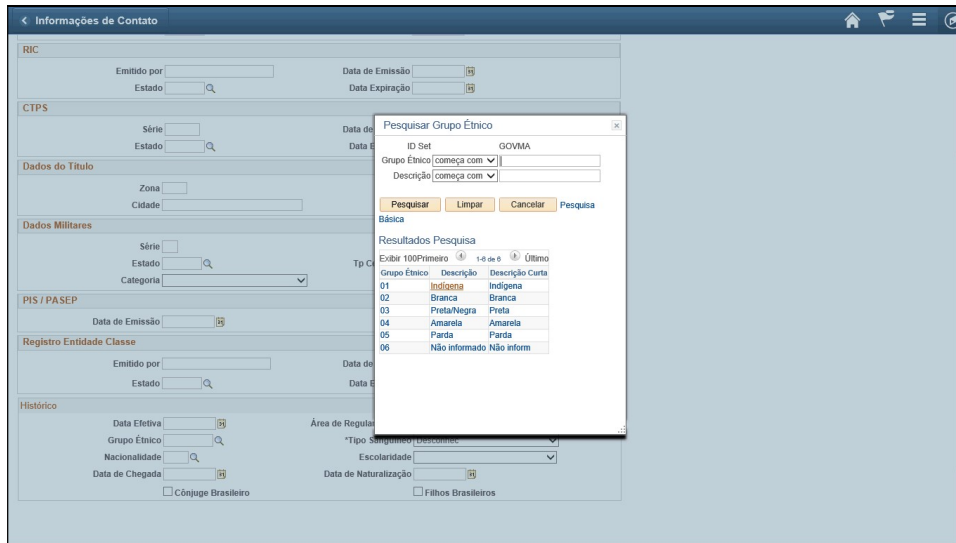 Informações de Contato
RIC
Emitido por Data de Emissão
Estado Data Expiração
CTPS
Série Data de
Estado Data E
Dados do Título
Zona
Cidade
Dados Militares
Série
Estado Tp C
Categoria
PIS / PASEP
Data de Emissão
Registro Entidade Classe
Emitido por Data de
Estado Data E
Histórico
Data Efetiva Área de Regula
Grupo Étnico *Tipo Sanguíneo Desconhec
Nacionalidade Escolaridade
Data de Chegada Data de Naturalização
Cônjuge Brasileiro Filhos Brasileiros
Pesquisar Grupo Étnico
ID Set GOVMA
Grupo Étnico começa com
Descrição começa com
Pesquisar Limpar Cancelar Pesquisa
Básica
Resultados Pesquisa
Exibir 100 Primeiro 1-6 de 6 Último
Grupo Étnico Descrição Descrição Curta
01 Indígena Indígena
02 Branca Branca
03 Preta/Negra Preta
04 Amarela Amarela
05 Parda Parda
06 Não informado Não inform